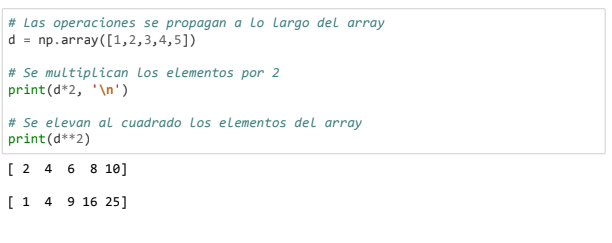 # Las operaciones se propagan a lo largo del array
d = np.array([1,2,3,4,5])
# Se multiplican los elementos por 2
print(d*2, '\n')
# Se elevan al cuadrado los elementos del array
print(d**2)
[ 2  4  6  8 10]
[ 1  4  9 16 25]